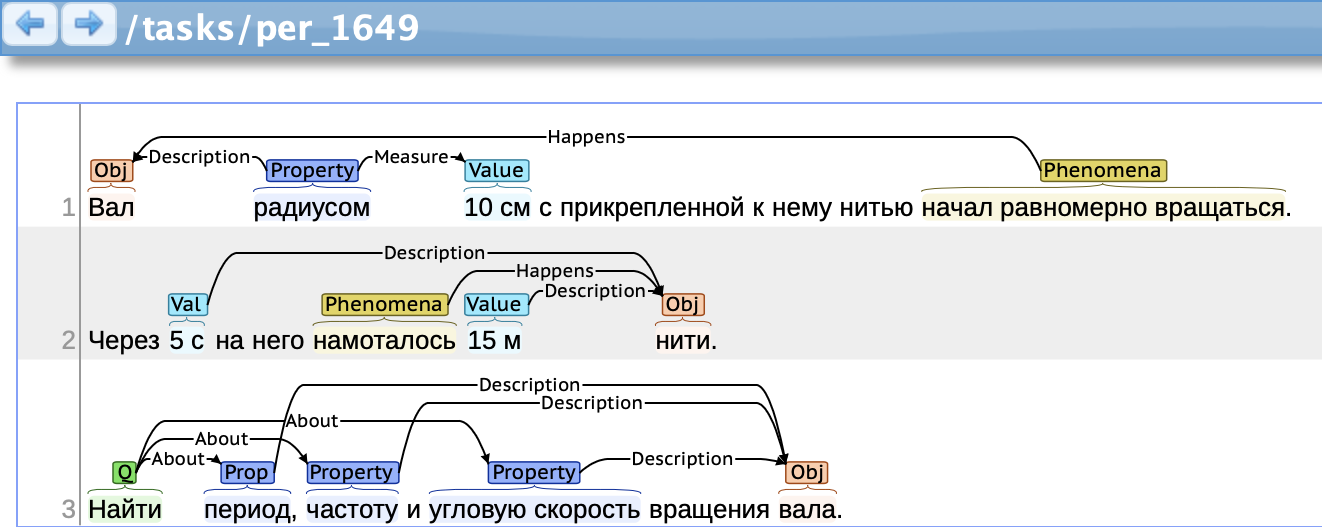 /tasks/per_1649
Happens
Description Measure
Obj Property Value Phenomena
1 Вал радиусом 10 см с прикрепленной к нему нитью начал равномерно вращаться.
Description
Happens
Description
Val Phenomena Value Obj
2 Через 5 с на него намоталось 15 м нити.
Description
Description
About
About
About Description
Q Prop Property Property Obj
3 Найти период, частоту и угловую скорость вращения вала.